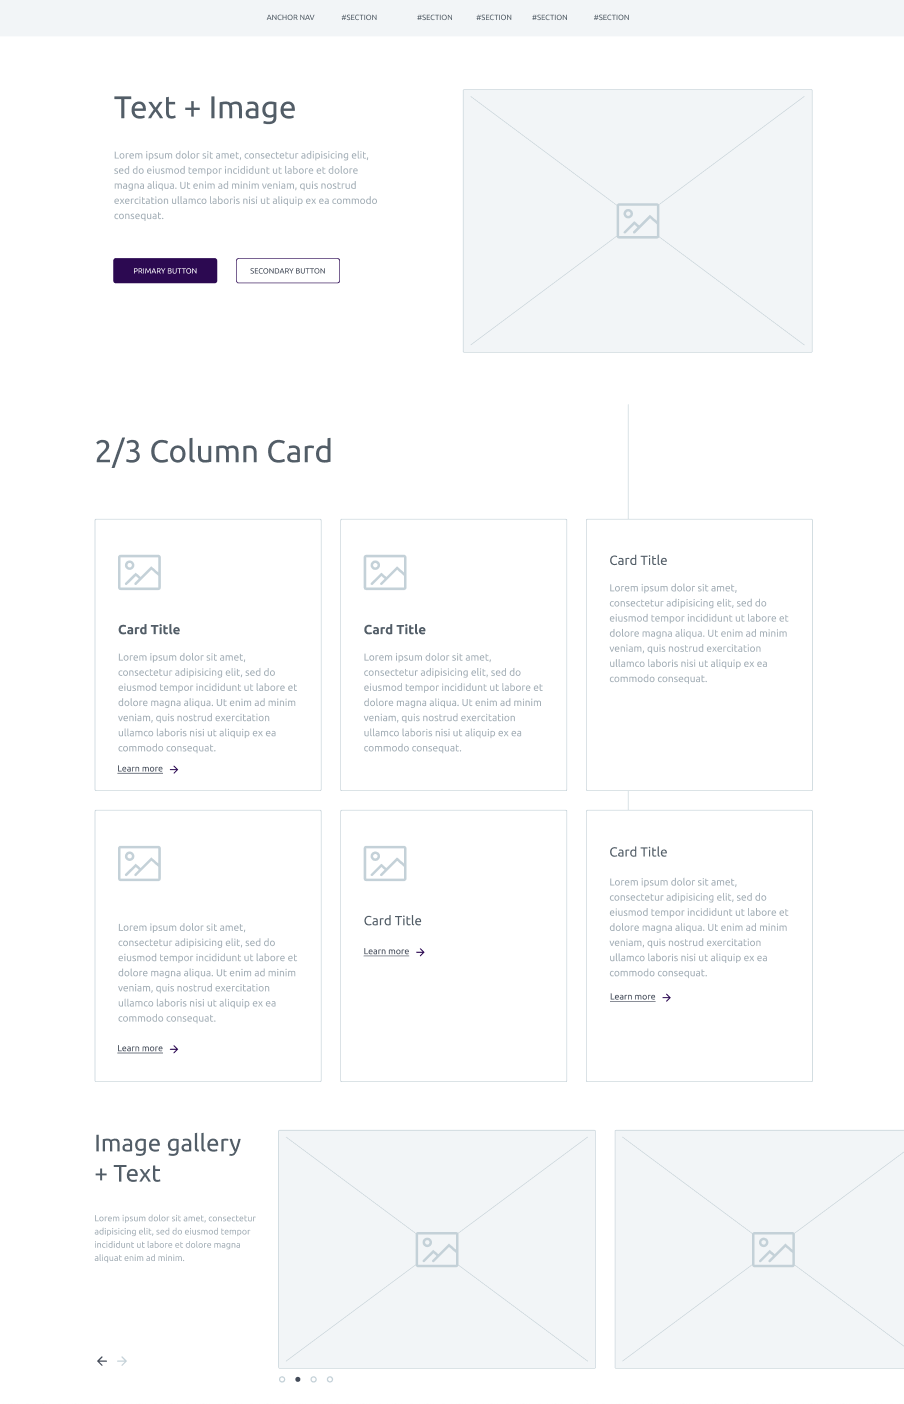 ANCHOR NAV #SECTION #SECTION #SECTION #SECTION #SECTION
Text + Image
Lorem ipsum dolor sit amet, consectetur adipisicing elit,
sed do eiusmod tempor incididunt ut labore et dolore
magna aliqua. Ut enim ad minim veniam, quis nostrud
exercitation ullamco laboris nisi ut aliquip ex ea commodo
consequat.
PRIMARY BUTTON
SECONDARY BUTTON
2/3 Column Card
Card Title
Lorem ipsum dolor sit amet,
consectetur adipisicing elit, sed do
eiusmod tempor incididunt ut labore et
dolore magna aliqua. Ut enim ad minim
veniam, quis nostrud exercitation
ullamco laboris nisi ut aliquip ex ea
commodo consequat.
Learn more
Card Title
Lorem ipsum dolor sit amet,
consectetur adipisicing elit, sed do
eiusmod tempor incididunt ut labore et
dolore magna aliqua. Ut enim ad minim
veniam, quis nostrud exercitation
ullamco laboris nisi ut aliquip ex ea
commodo consequat.
Card Title
Lorem ipsum dolor sit amet,
consectetur adipisicing elit, sed do
eiusmod tempor incididunt ut labore et
dolore magna aliqua. Ut enim ad minim
veniam, quis nostrud exercitation
ullamco laboris nisi ut aliquip ex ea
commodo consequat.
Lorem ipsum dolor sit amet,
consectetur adipisicing elit, sed do
eiusmod tempor incididunt ut labore et
dolore magna aliqua. Ut enim ad minim
veniam, quis nostrud exercitation
ullamco laboris nisi ut aliquip ex ea
commodo consequat.
Learn more
Card Title
Learn more
Card Title
Lorem ipsum dolor sit amet,
consectetur adipisicing elit, sed do
eiusmod tempor incididunt ut labore et
dolore magna aliqua. Ut enim ad minim
veniam, quis nostrud exercitation
ullamco laboris nisi ut aliquip ex ea
commodo consequat.
Learn more
Image gallery
+ Text
Lorem ipsum dolor sit amet, consectetur
adipisicing elit, sed do eiusmod tempor
incididunt ut labore et dolore magna
aliquat enim ad minim.